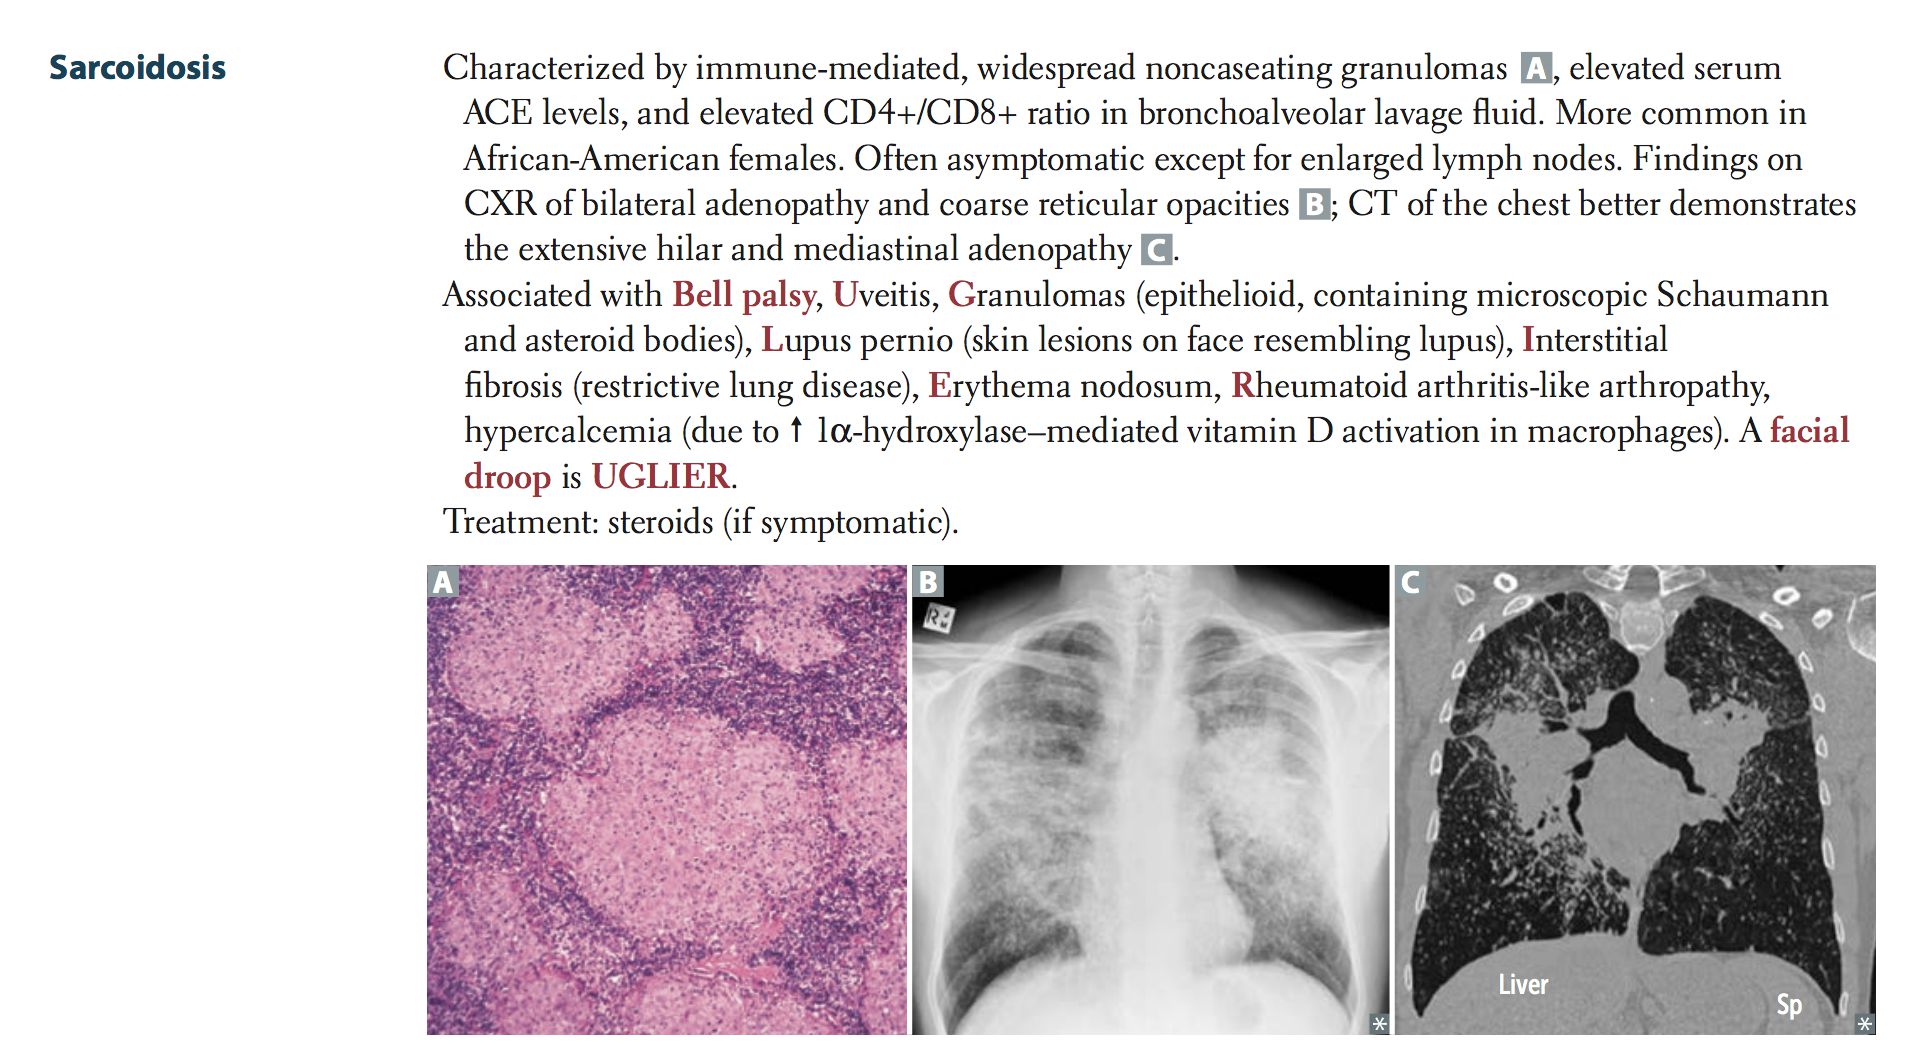 Sarcoidosis
Characterized by immune-mediated, widespread noncaseating granulomas A, elevated serum
ACE levels, and elevated CD4+/CD8+ ratio in bronchoalveolar lavage fluid. More common in
African-American females. Often asymptomatic except for enlarged lymph nodes. Findings on
CXR of bilateral adenopathy and coarse reticular opacities B; CT of the chest better demonstrates
the extensive hilar and mediastinal adenopathy C.
Associated with Bell palsy, Uveitis, Granulomas (epithelioid, containing microscopic Schaumann
and asteroid bodies), Lupus pernio (skin lesions on face resembling lupus), Interstitial
fibrosis (restrictive lung disease), Erythema nodosum, Rheumatoid arthritis-like arthropathy,
hypercalcemia (due to ↑ 1α-hydroxylase–mediated vitamin D activation in macrophages). A facial
droop is UGLIER.
Treatment: steroids (if symptomatic).
A
B
C
Liver
Sp